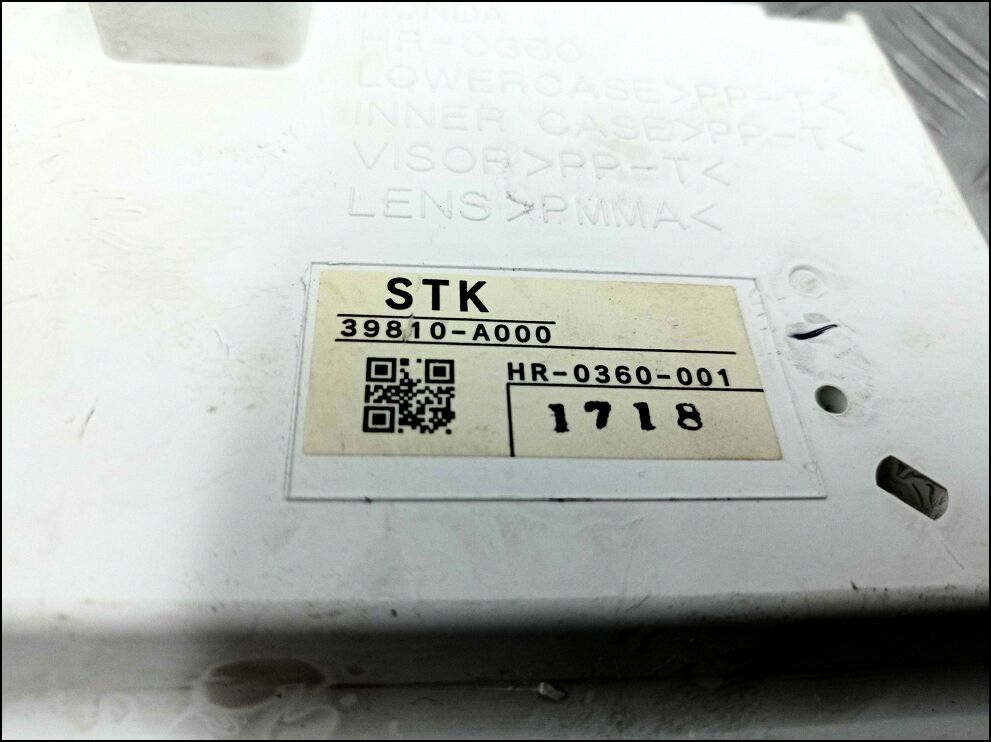 HONDA
HR-0360
LOWERCASE>PP-T<
INNER CASE>PP-T<
VISOR>PP-T<
LENS>PMMA<
STK
39810-A000
HR-0360-001
1718